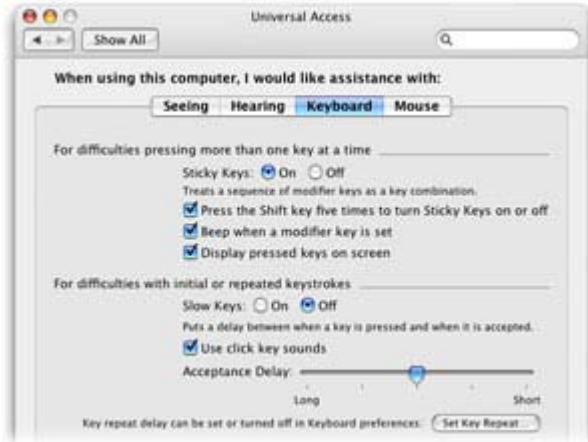 Universal Access
Show All
When using this computer, I would like assistance with:
Seeing Hearing Keyboard Mouse
For difficulties pressing more than one key at a time
Sticky Keys: On Off
Treats a sequence of modifier keys as a key combination.
Press the Shift key five times to turn Sticky Keys on or off
Beep when a modifier key is set
Display pressed keys on screen
For difficulties with initial or repeated keystrokes
Slow Keys: On Off
Puts a delay between when a key is pressed and when it is accepted.
Use click key sounds
Acceptance Delay:
Long Short
Key repeat delay can be set or turned off in Keyboard preferences: Set Key Repeat...